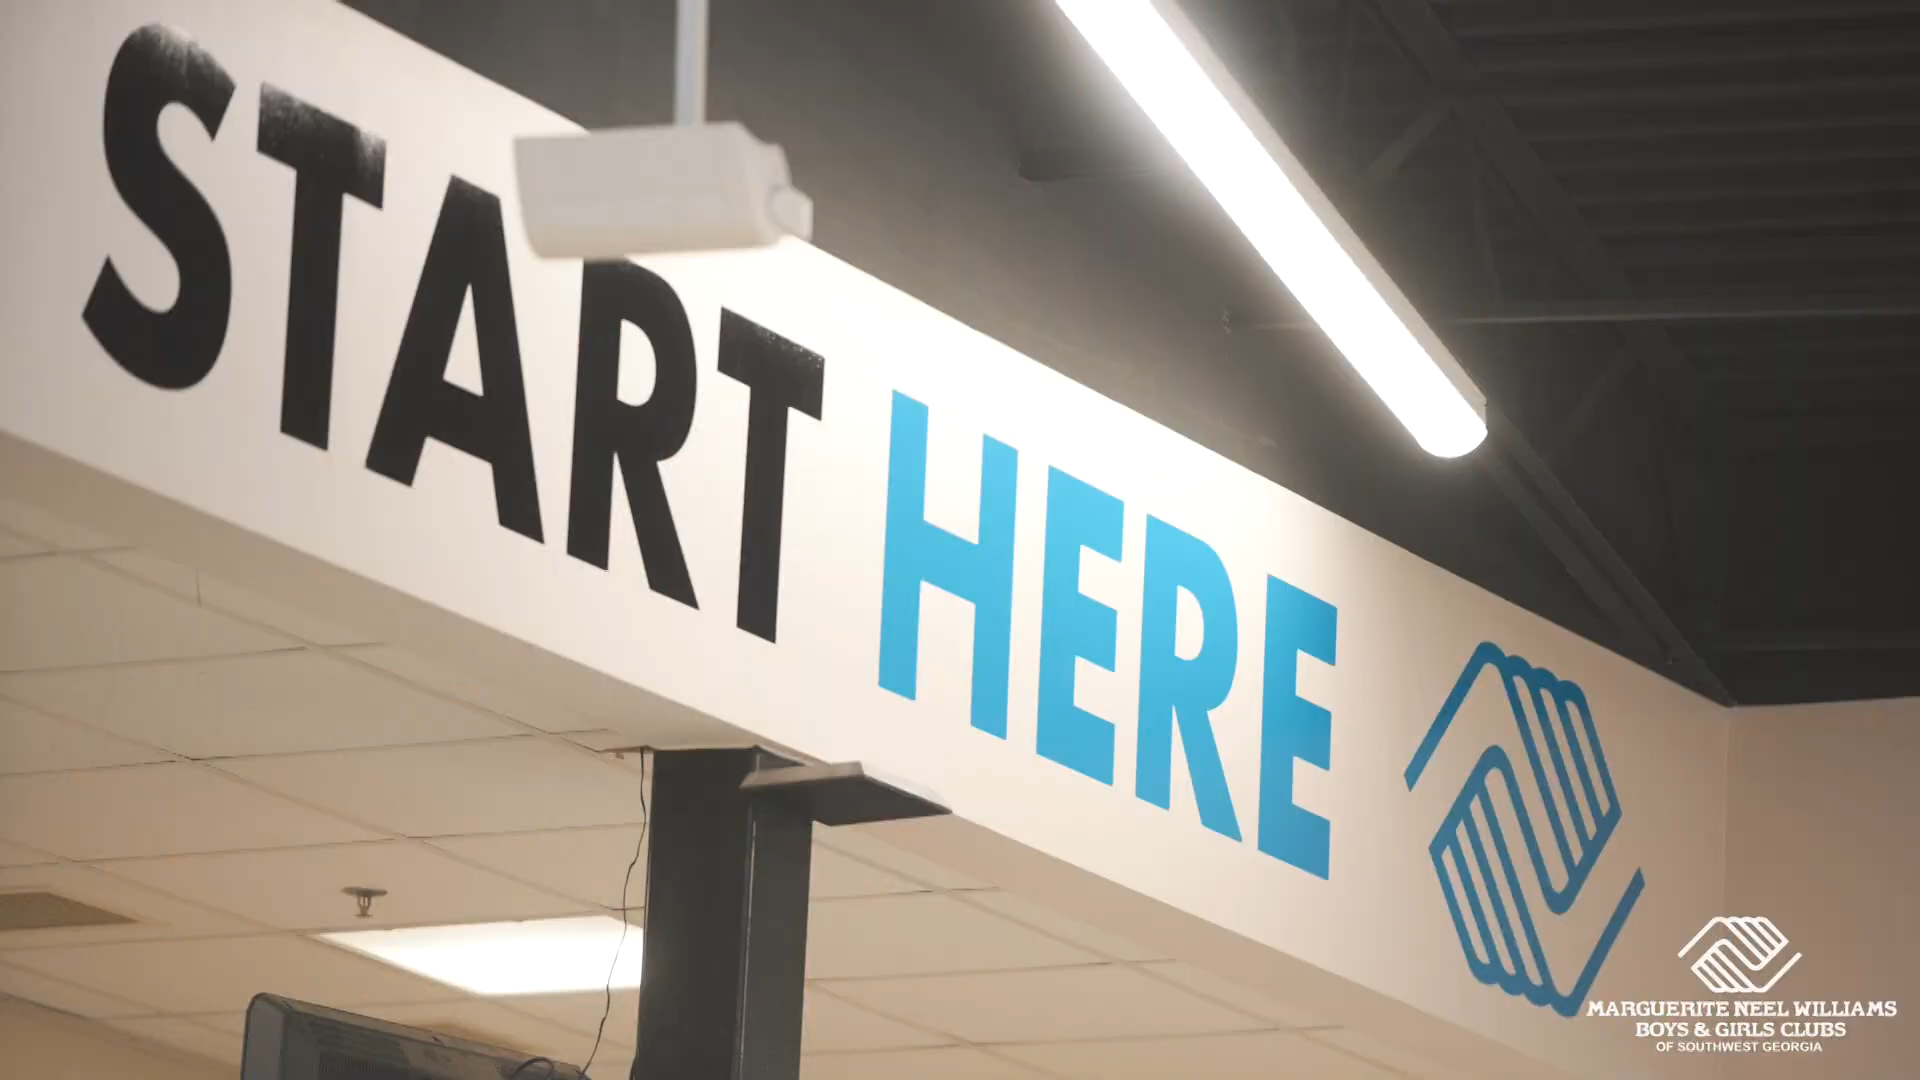 START HERE
MARGUERITE NEEL WILLIAMS
BOYS & GIRLS CLUBS
OF SOUTHWEST GEORGIA